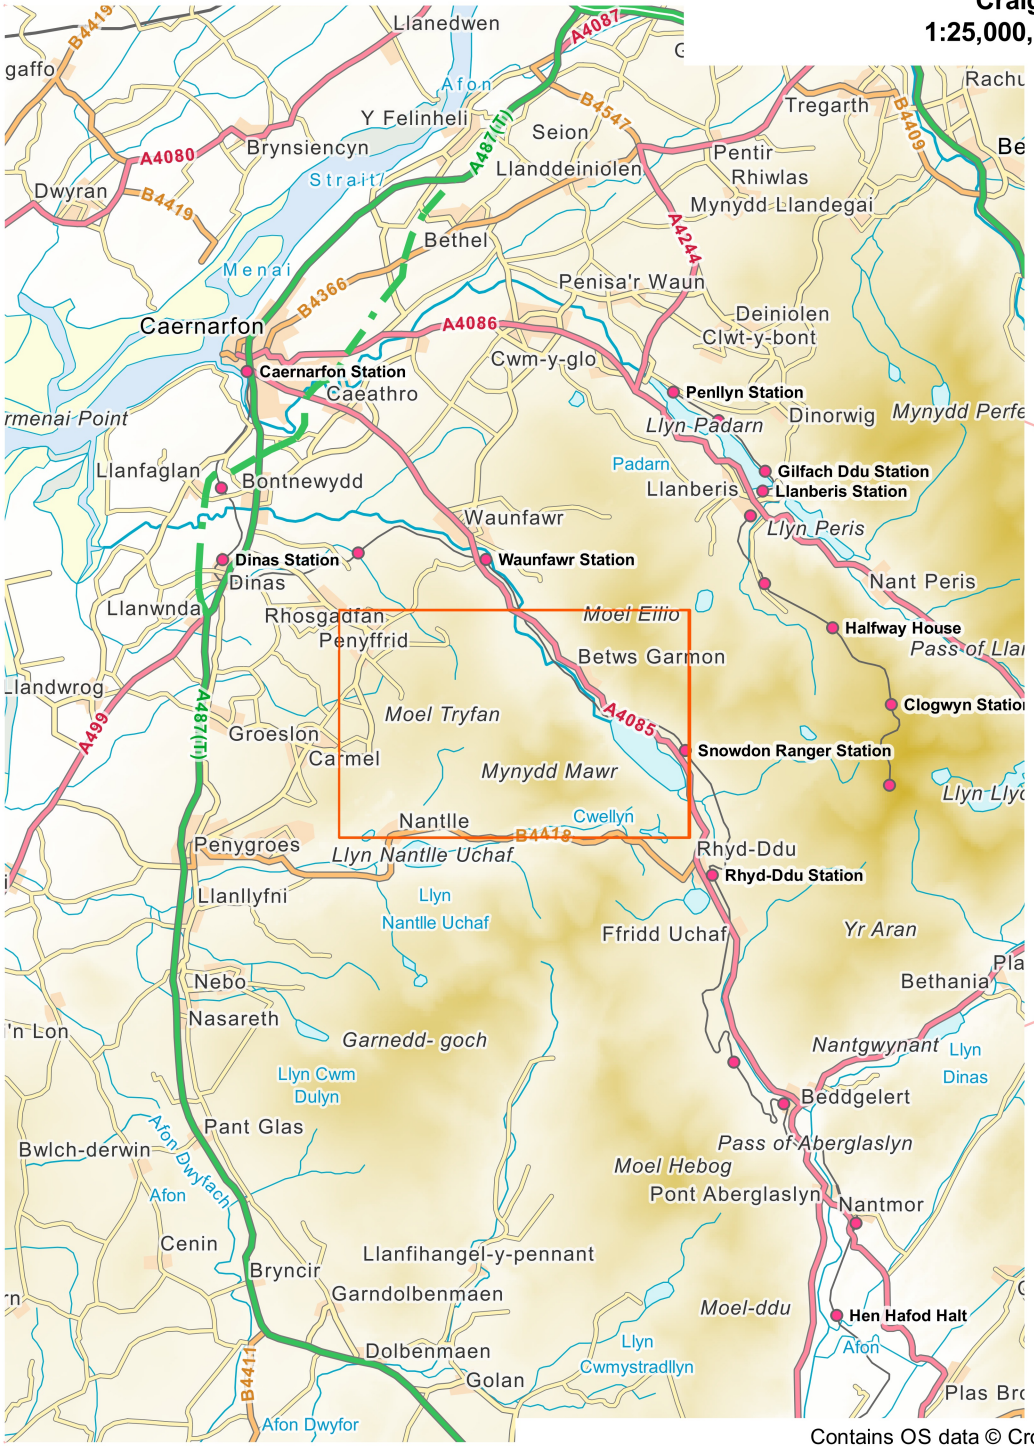 Craig
1:25,000,
B4419
Llanedwen
A4087
G
gaffo
Afon
Rachu
Tregarth
B4547
B4409
Y Felinheli
Seion
A487(T)
Brynsiencyn
A4080
Pentir
Be
Llanddeiniolen
Strait
Rhiwlas
Dwyran
B4419
Mynydd Llandegai
A4244
Bethel
Menai
Penisa'r Waun
B4366
Deiniolen
Caernarfon
A4086
Clwt-y-bont
Cwm-y-glo
Caernarfon Station
Caeathro
Penllyn Station
rmenai Point
Dinorwig
Mynydd Perfe
Llyn Padarn
Llanfaglan
Padarn
Gilfach Ddu Station
Bontnewydd
Llanberis
Llanberis Station
Waunfawr
Llyn Peris
Dinas Station
Waunfawr Station
Dinas
Nant Peris
Llanwnda
Rhosgadfan
Moel Eilio
Halfway House
Penyffrid
Pass of Llan
Betws Garmon
Llandwrog
Clogwyn Station
A499
A487(T)
Moel Tryfan
A4085
Groeslon
Snowdon Ranger Station
Carmel
Mynydd Mawr
Llyn Llyd
Nantlle
Cwellyn
B4418
Penygroes
Llyn Nantlle Uchaf
Rhyd-Ddu
Rhyd-Ddu Station
i
Llanllyfni
Llyn
Nantlle Uchaf
Ffridd Uchaf
Yr Aran
Pla
Nebo
Bethania
Nasareth
'n Lon
Garnedd- goch
Nantgwynant
Llyn
Dinas
Llyn Cwm
Dulyn
Beddgelert
Pant Glas
Pass of Aberglaslyn
Bwlch-derwin
Afon Dwyfach
Moel Hebog
Afon
Pont Aberglaslyn
Nantmor
Cenin
Llanfihangel-y-pennant
Bryncir
rn
Garndolbenmaen
Moel-ddu
Hen Hafod Halt
Llyn
Cwmystradllyn
Afon
Dolbenmaen
B4411
Golan
Plas Bro
Afon Dwyfor
Contains OS data © Cro